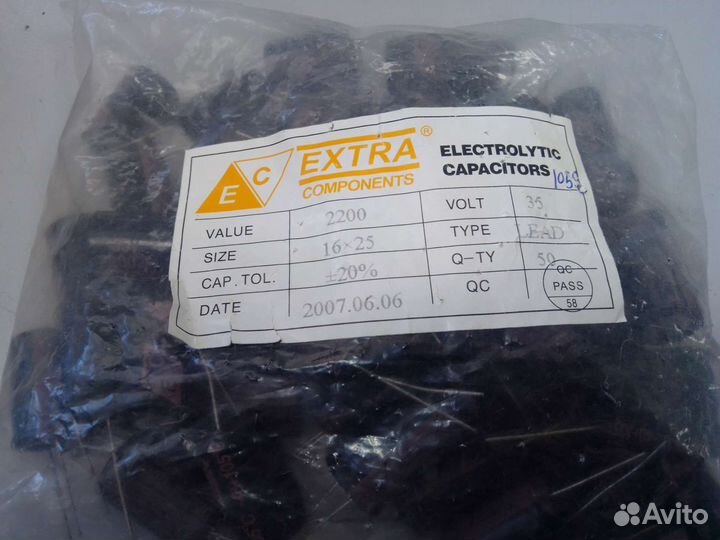 EC EXTRA® COMPONENTS
ELECTROLYTIC
CAPACITORS
VALUE 2200 VOLT 35
SIZE 16×25 TYPE LEAD
CAP. TOL. ±20% Q-TY 50
DATE 2007.06.06 QC
QC
PASS
58
Avito